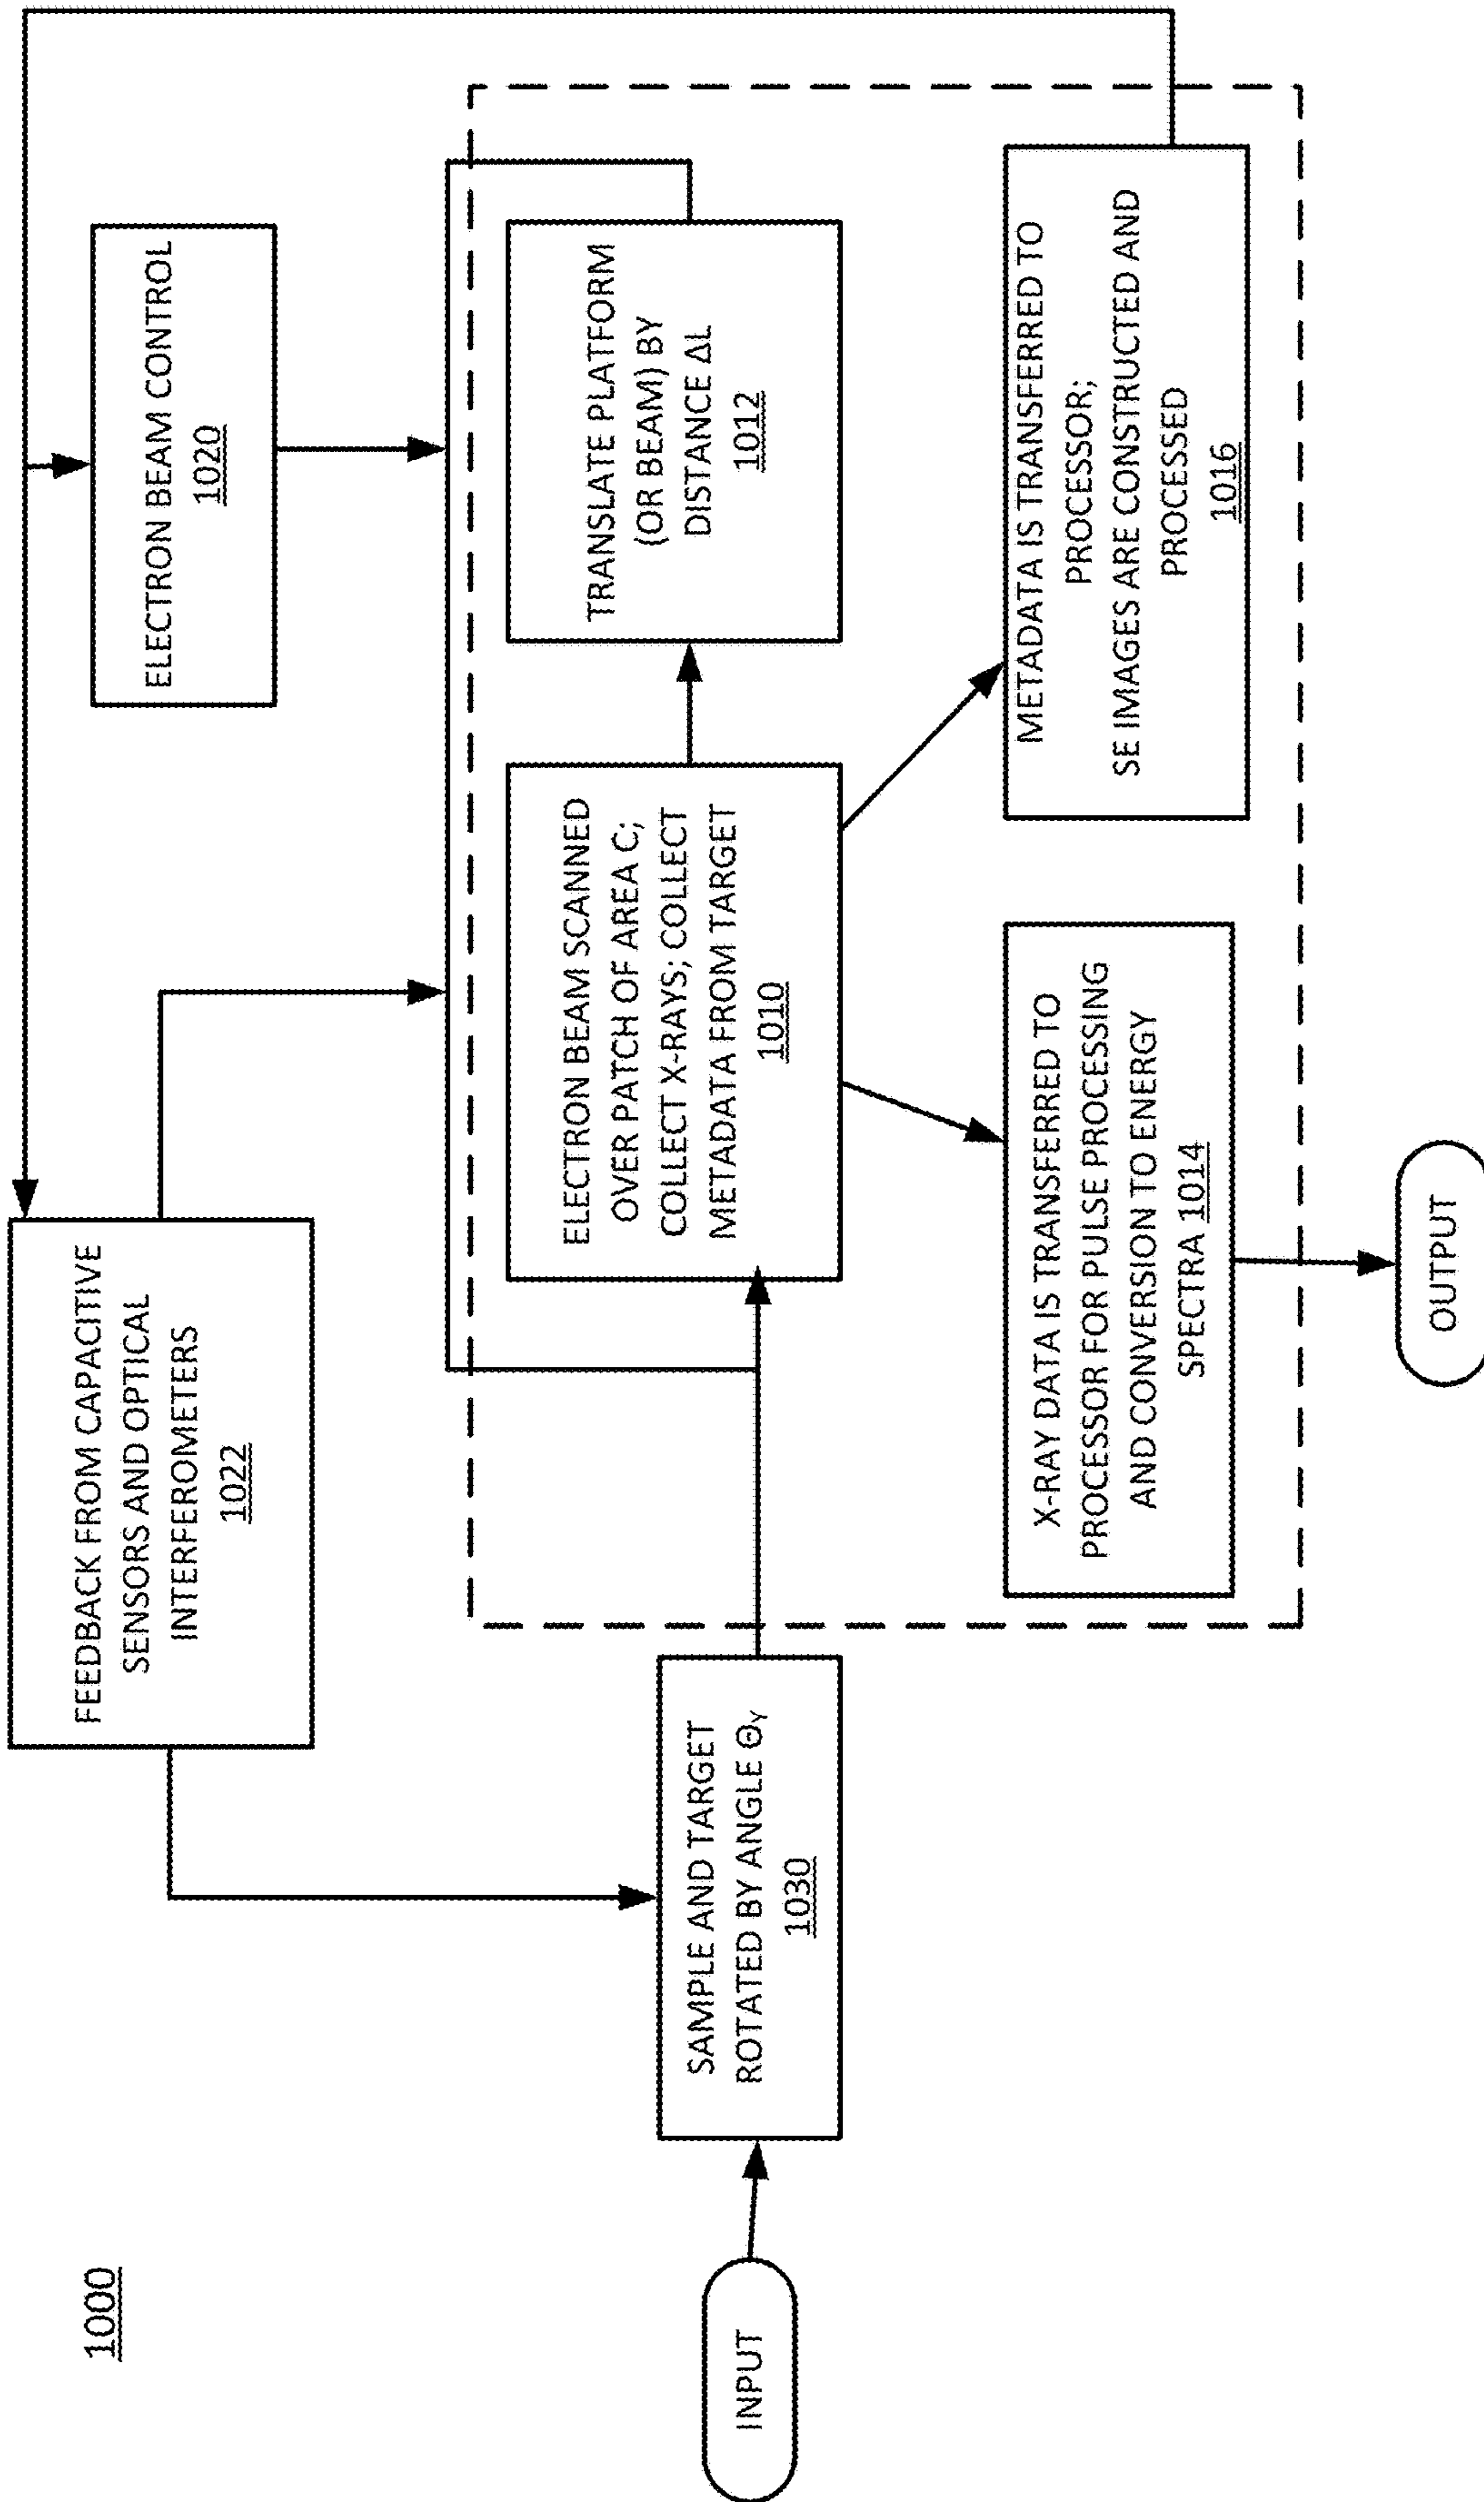 1000
FEEDBACK FROM CAPACITIVE
SENSORS AND OPTICAL
INTERFEROMETERS
1022
ELECTRON BEAM CONTROL
1020
INPUT
SAMPLE AND TARGET
ROTATED BY ANGLE ΘY
1030
ELECTRON BEAM SCANNED
OVER PATCH OF AREA C;
COLLECT X-RAYS; COLLECT
METADATA FROM TARGET
1010
TRANSLATE PLATFORM
(OR BEAM) BY
DISTANCE ΔL
1012
X-RAY DATA IS TRANSFERRED TO
PROCESSOR FOR PULSE PROCESSING
AND CONVERSION TO ENERGY
SPECTRA 1014
METADATA IS TRANSFERRED TO
PROCESSOR;
SE IMAGES ARE CONSTRUCTED AND
PROCESSED
1016
OUTPUT